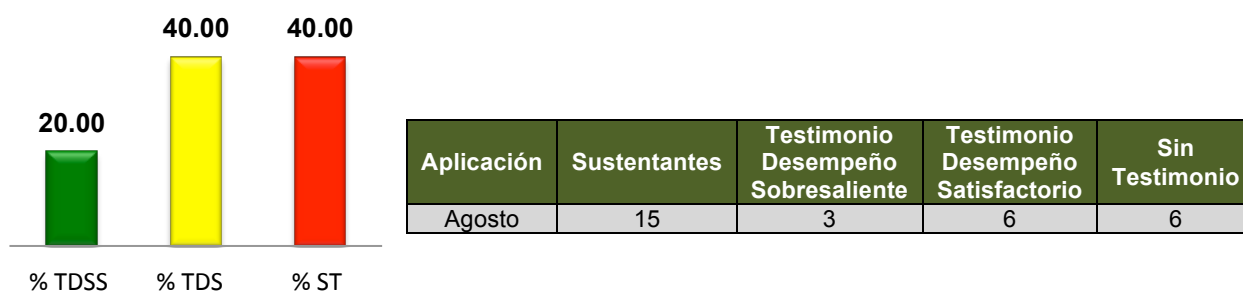 40.00 40.00
20.00
% TDSS % TDS % ST
Aplicación Sustentantes Testimonio Desempeño Sobresaliente Testimonio Desempeño Satisfactorio Sin Testimonio
Agosto 15 3 6 6